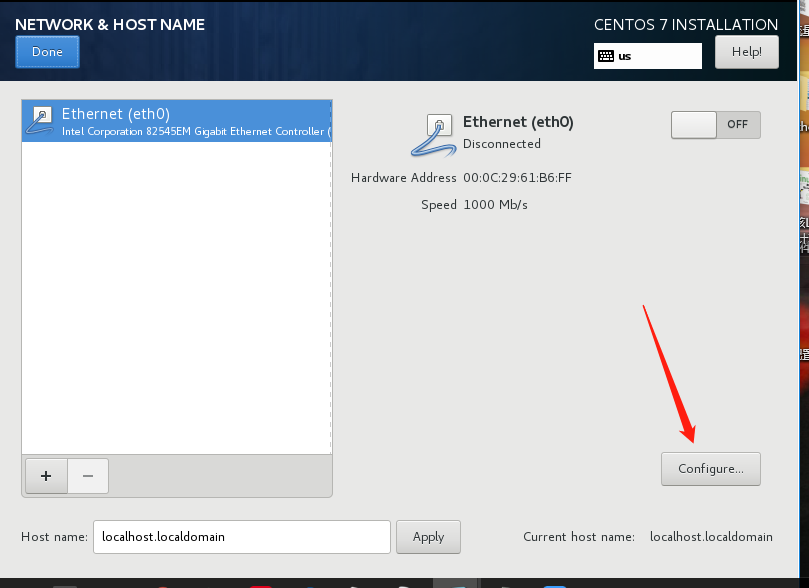 NETWORK & HOST NAME
CENTOS 7 INSTALLATION
Done
us
Help!
Ethernet (eth0)
Intel Corporation 82545EM Gigabit Ethernet Controller (
Ethernet (eth0)
Disconnected
OFF
Hardware Address 00:0C:29:61:B6:FF
Speed 1000 Mb/s
+
−
Configure...
Host name: localhost.localdomain
Apply
Current host name: localhost.localdomain